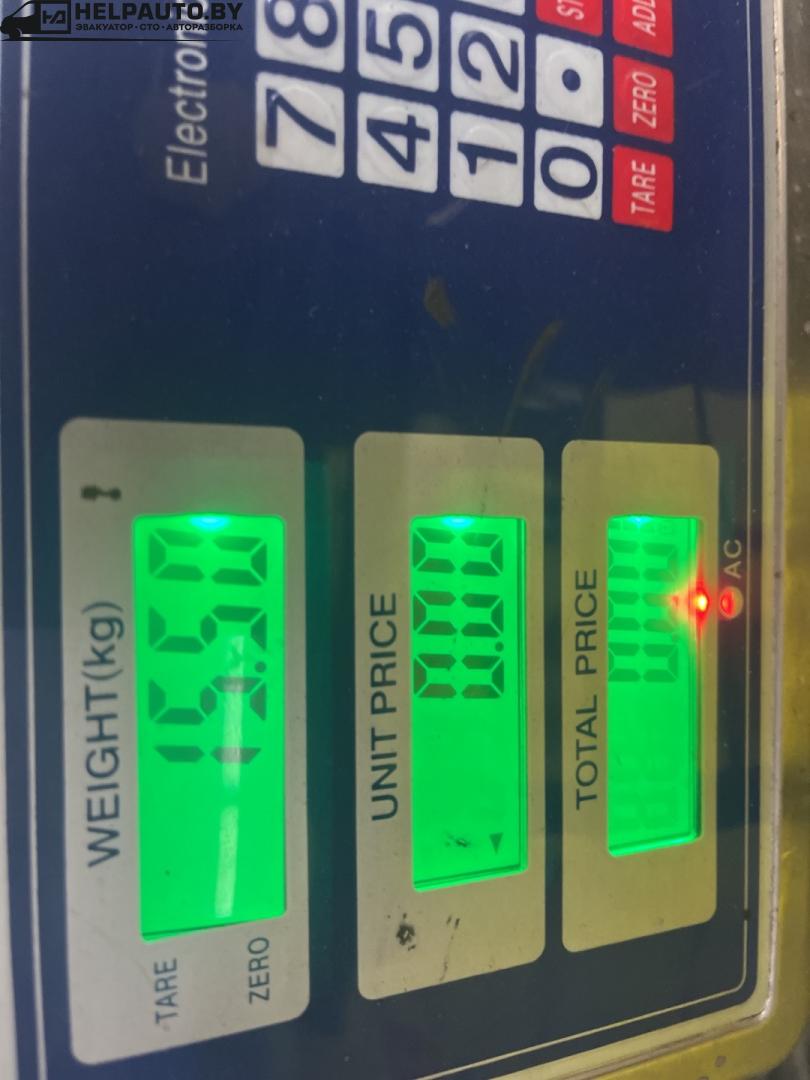 HELPAUTO.BY
ЭВАКУАТОР • СТО • АВТОРАЗБОРКА
WEIGHT(kg)
15.50
TARE
ZERO
UNIT PRICE
0.00
TOTAL PRICE
0.00
AC
7 8
4 5
1 2
0 •
TARE ZERO